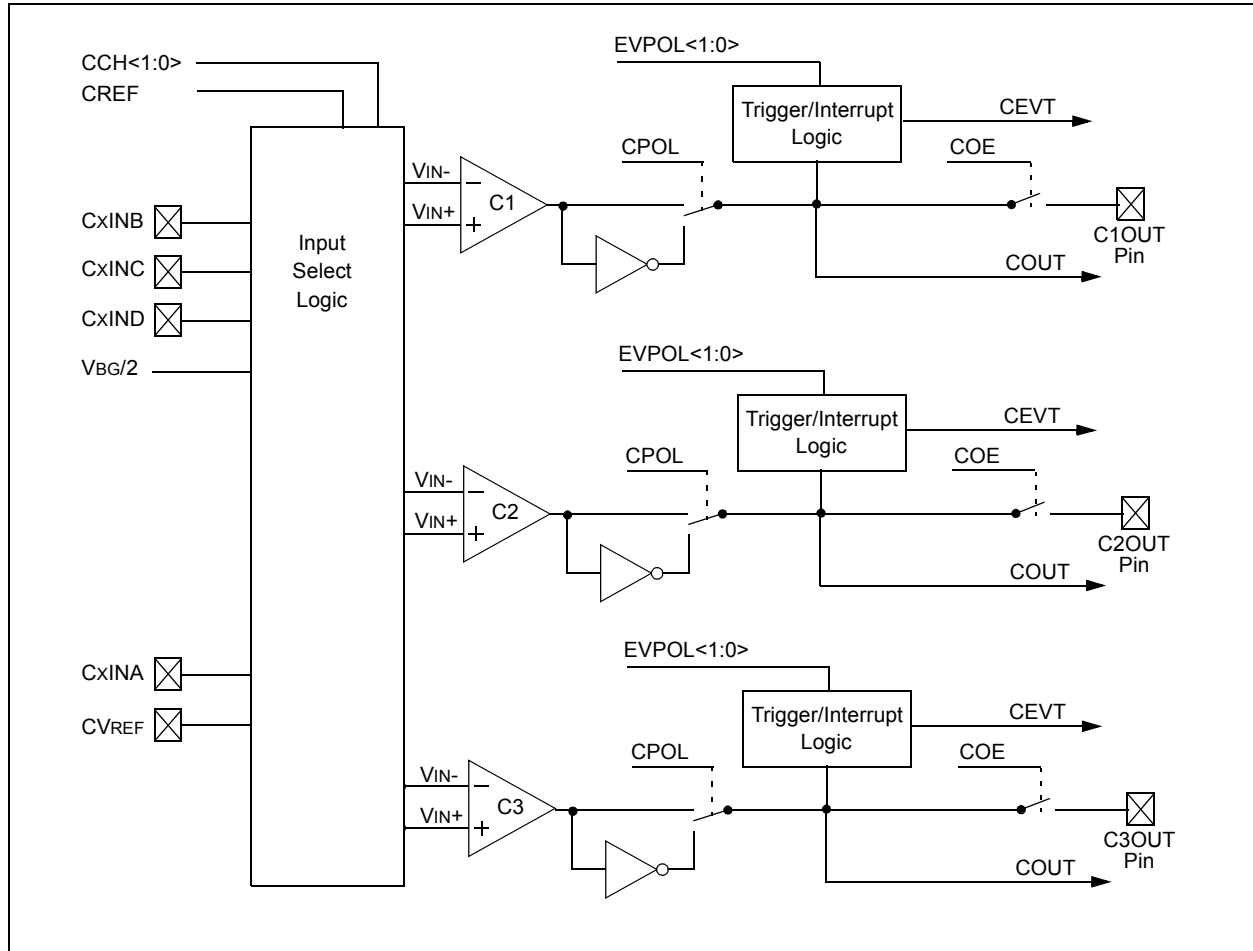 CCH<1:0>
CREF
CxINB
CxINC
CxIND
VBG/2
CxINA
CVREF
Input
Select
Logic
EVPOL<1:0>
Trigger/Interrupt
Logic
CEVT
CPOL
COE
VIN-
VIN+
C1
C1OUT
Pin
COUT
EVPOL<1:0>
Trigger/Interrupt
Logic
CEVT
CPOL
COE
VIN-
VIN+
C2
C2OUT
Pin
COUT
EVPOL<1:0>
Trigger/Interrupt
Logic
CEVT
CPOL
COE
VIN-
VIN+
C3
C3OUT
Pin
COUT